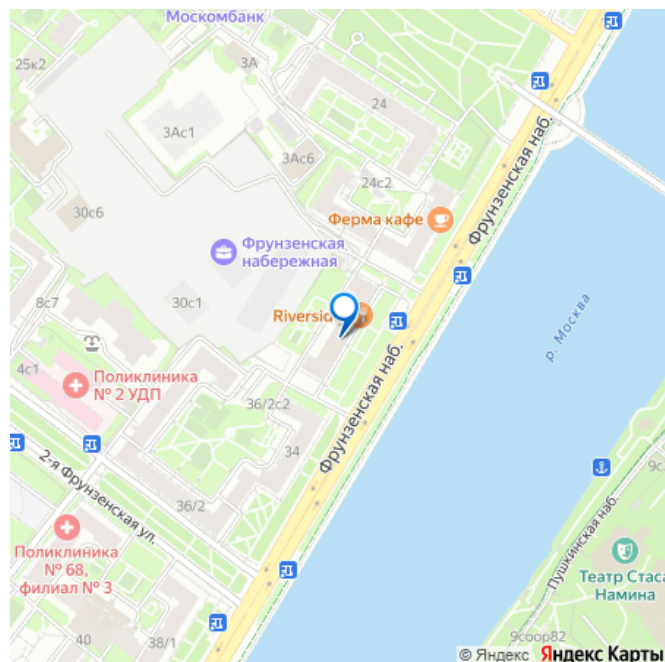 Москомбанк
25к2
3А
24
3Ас1
3Ас6
24с2
Фрунзенская наб.
Ферма кафе
30с6
Фрунзенская
набережная
30с1
8с7
Riversid
р. Москва
4с1
Поликлиника
№ 2 УДП
36/2с2
Фрунзенская наб.
34
2-я Фрунзенская ул.
36/2
Поликлиника
№ 68,
филиал № 3
Пушкинская наб.
Театр Стаса
Намина
40
38/1
9соор82
© Яндекс Яндекс Карты